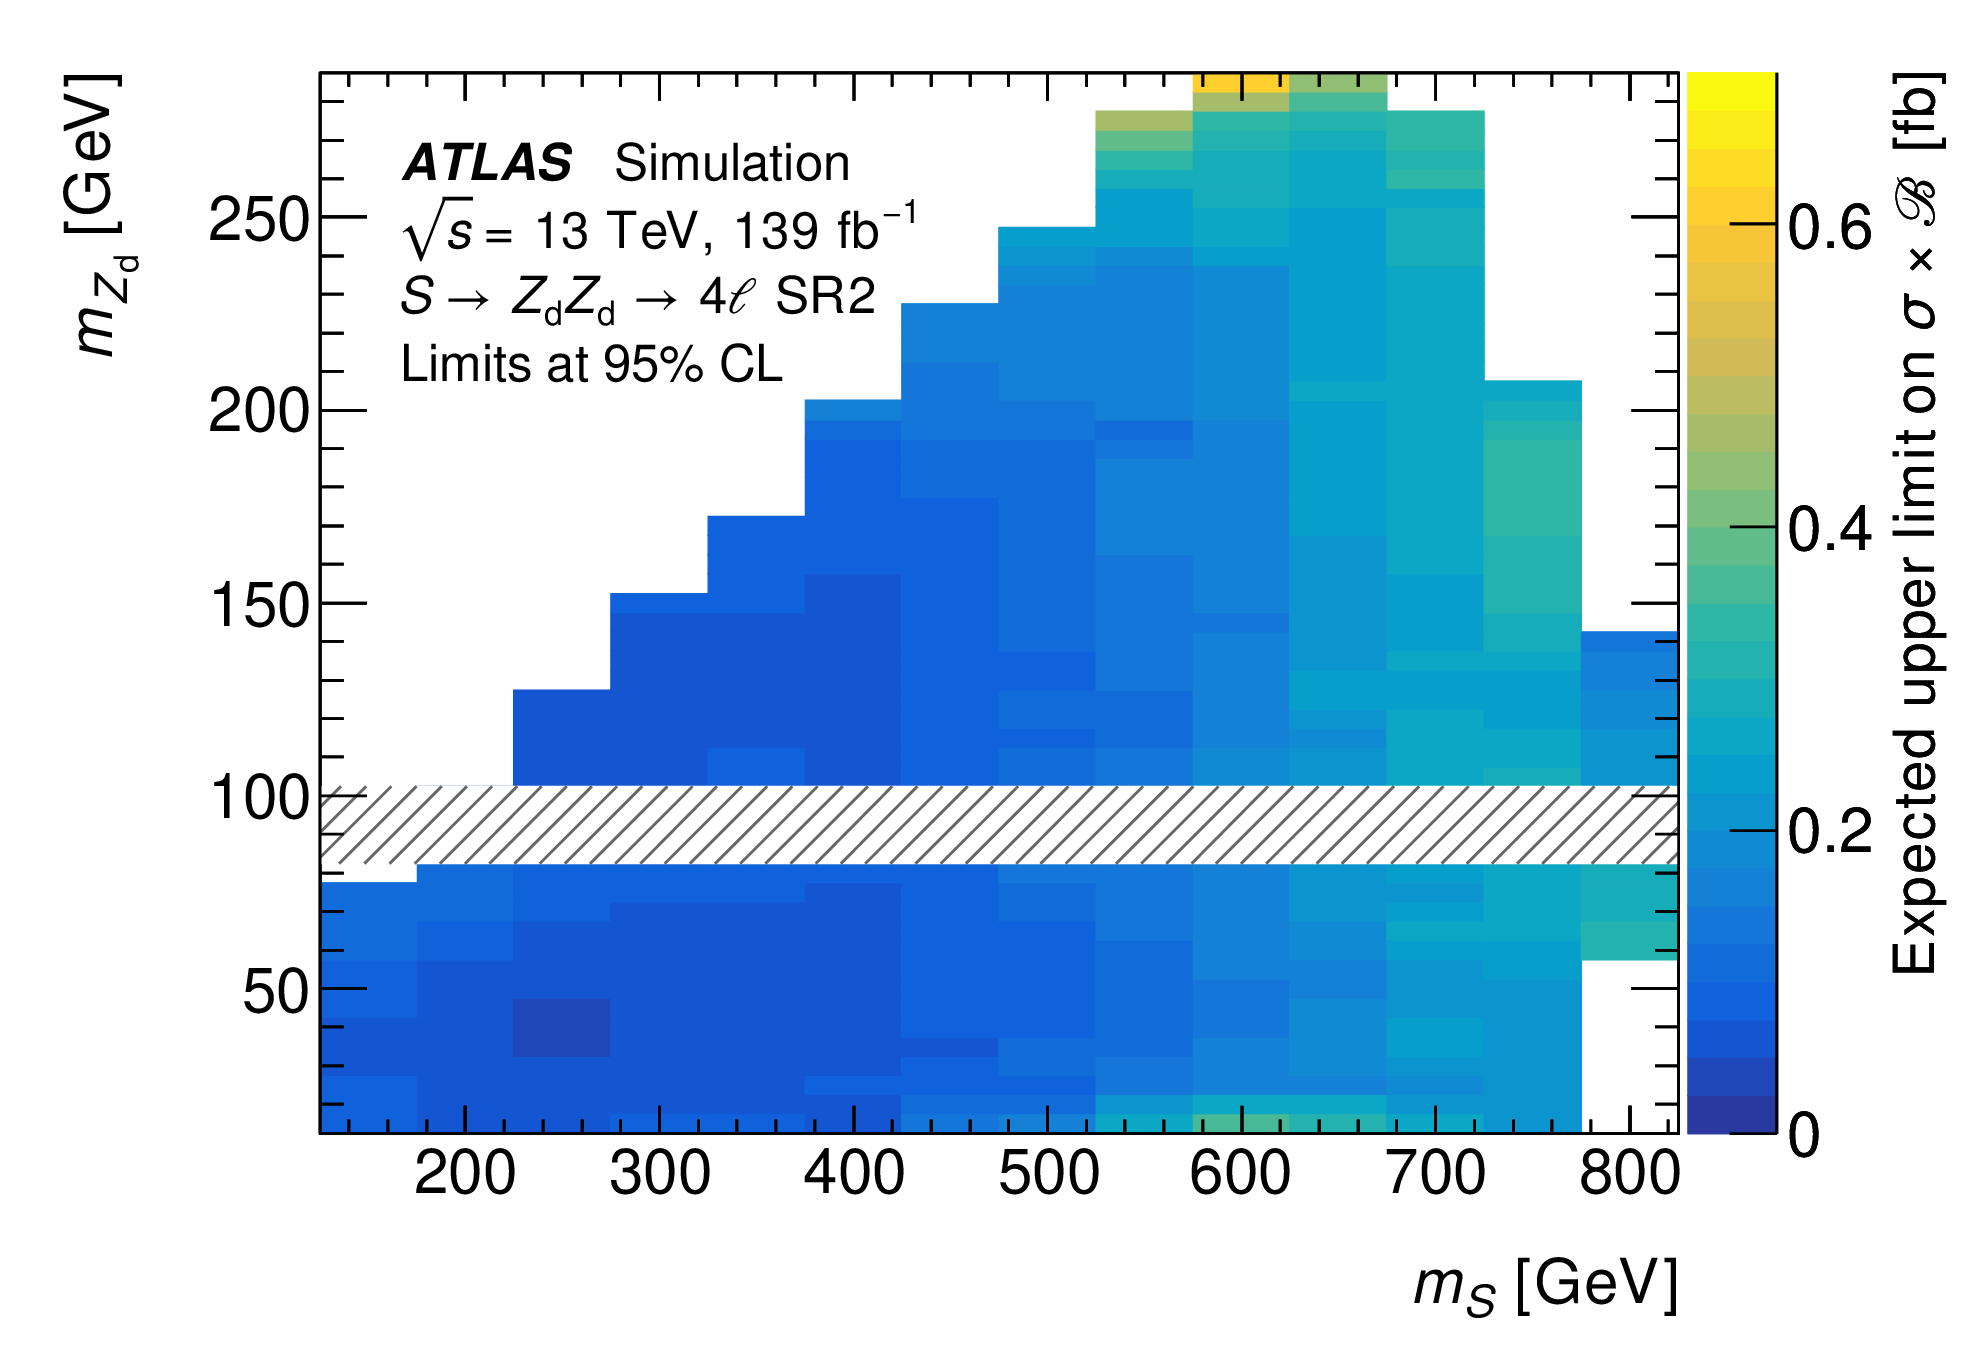 m_{Z_d} [GeV]
ATLAS Simulation
√s = 13 TeV, 139 fb⁻¹
S → Z_dZ_d → 4ℓ SR2
Limits at 95% CL
250
200
150
100
50
200 300 400 500 600 700 800
m_S [GeV]
0.6
0.4
0.2
0
Expected upper limit on σ × ℬ [fb]